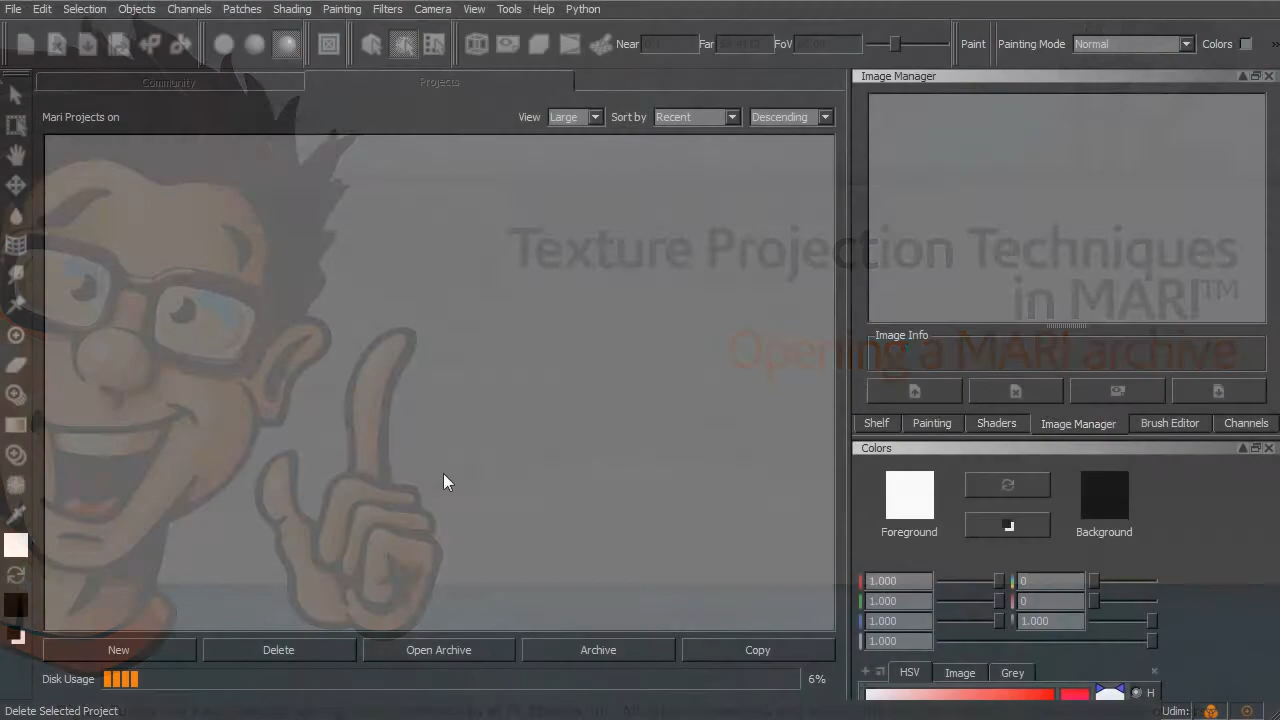 File Edit Selection Objects Channels Patches Shading Painting Filters Camera View Tools Help Python
Near Far FoV Paint Painting Mode Normal Colors
Community Projects
Mari Projects on View Large Sort by Recent Descending
Image Manager
Texture Projection Techniques
in MARI™
Opening a MARI archive
Image Info
Shelf Painting Shaders Image Manager Brush Editor Channels
Colors
Foreground Background
1.000 0
1.000 0
1.000 1.000
1.000
New Delete Open Archive Archive Copy
HSV Image Grey
Disk Usage 6%
H
Delete Selected Project
Udim: